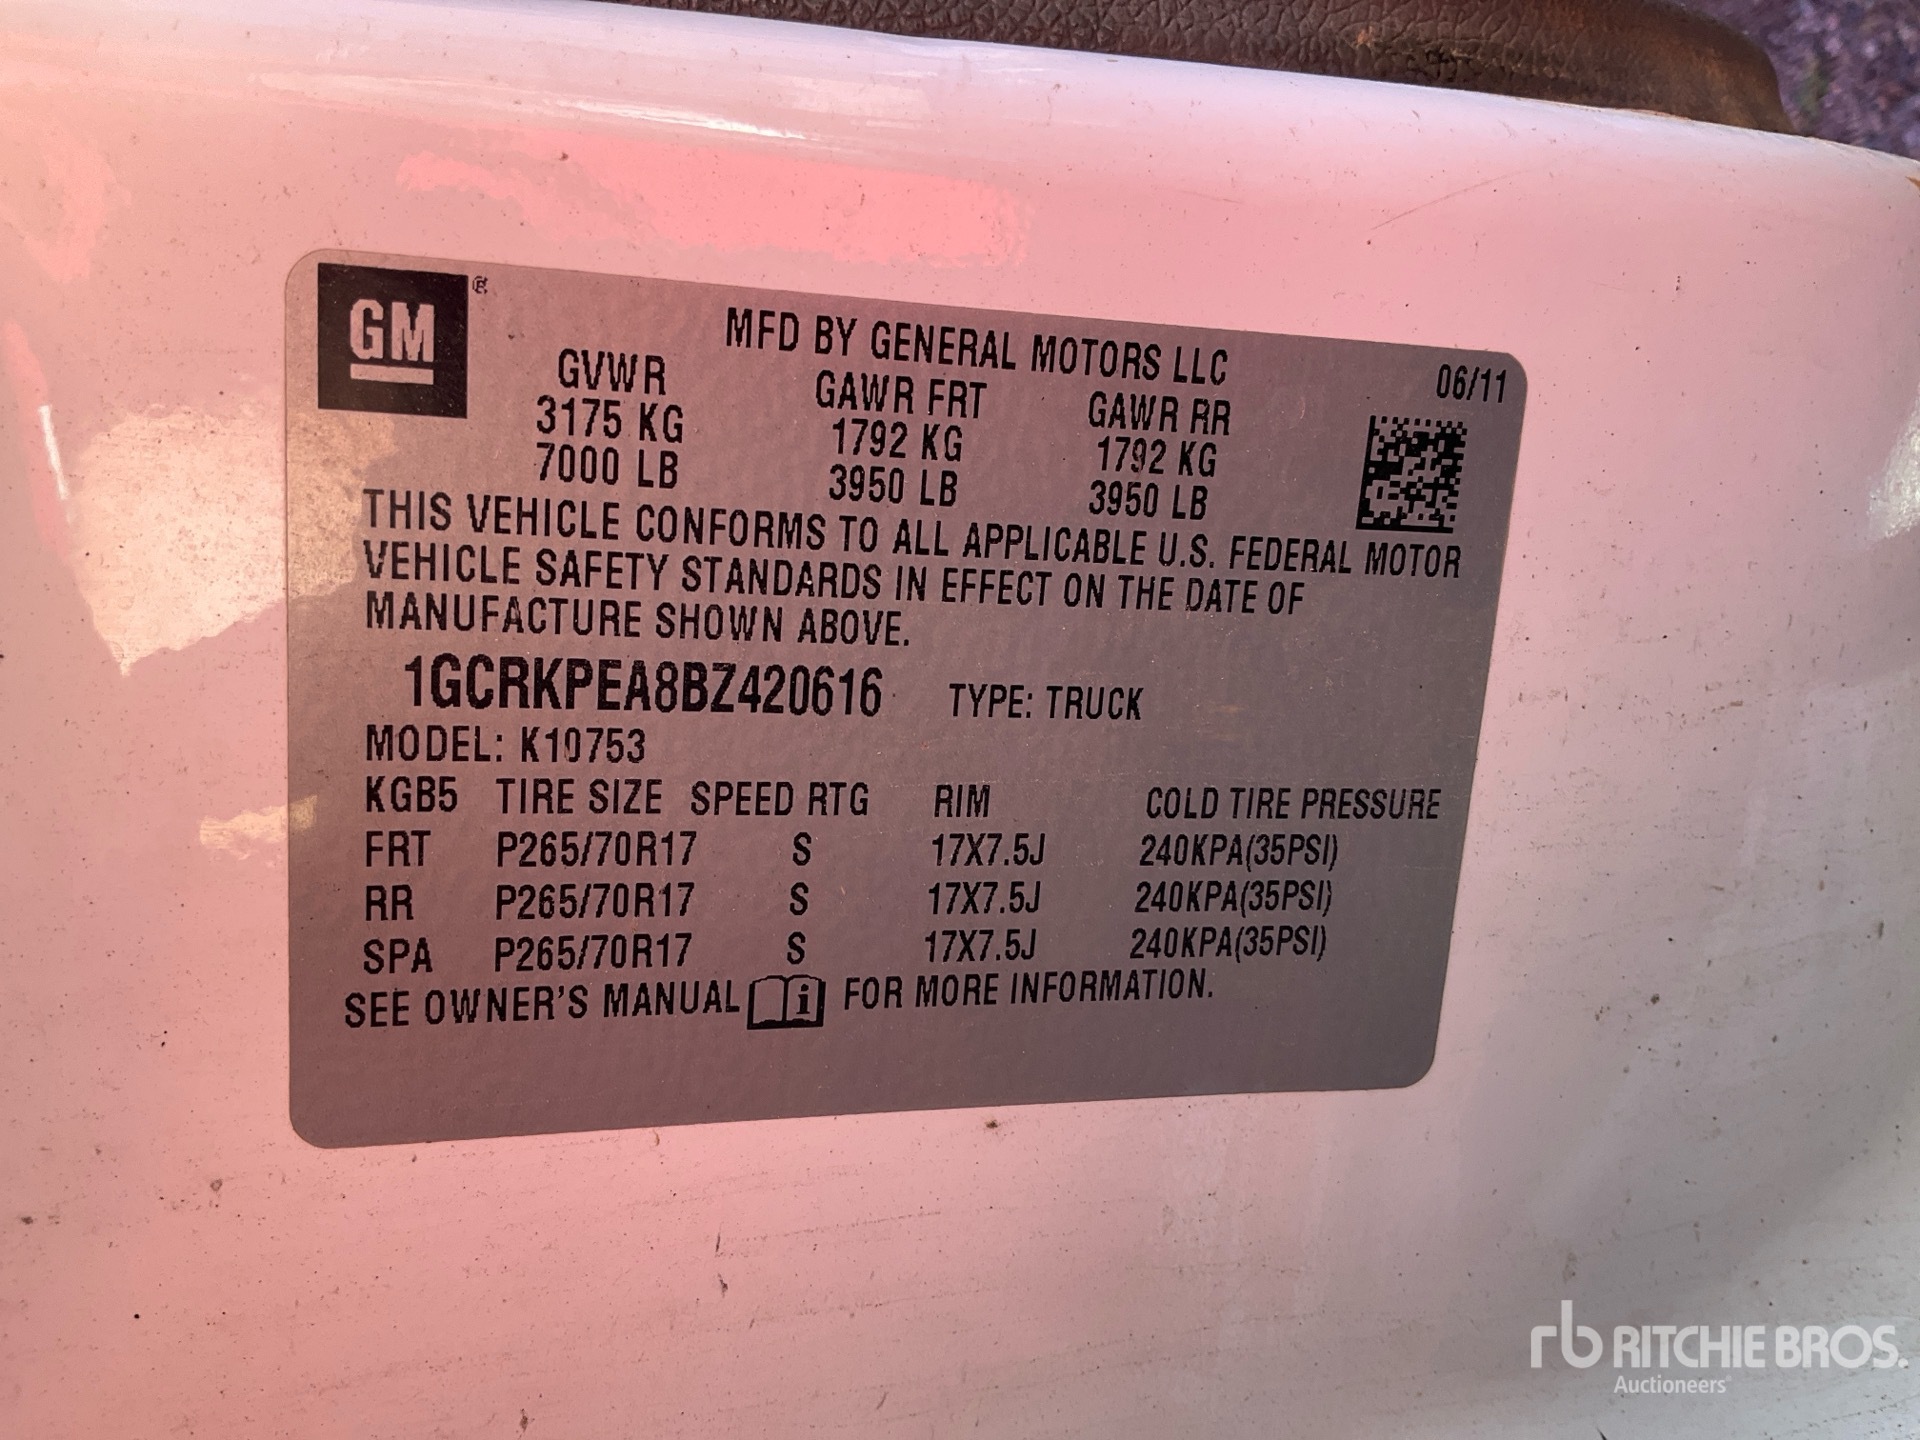 GM®
MFD BY GENERAL MOTORS LLC
06/11
GVWR GAWR FRT GAWR RR
3175 KG 1792 KG 1792 KG
7000 LB 3950 LB 3950 LB
THIS VEHICLE CONFORMS TO ALL APPLICABLE U.S. FEDERAL MOTOR
VEHICLE SAFETY STANDARDS IN EFFECT ON THE DATE OF
MANUFACTURE SHOWN ABOVE.
1GCRKPEA8BZ420616 TYPE: TRUCK
MODEL: K10753
KGB5 TIRE SIZE SPEED RTG RIM COLD TIRE PRESSURE
FRT P265/70R17 S 17X7.5J 240KPA(35PSI)
RR P265/70R17 S 17X7.5J 240KPA(35PSI)
SPA P265/70R17 S 17X7.5J 240KPA(35PSI)
SEE OWNER'S MANUAL i FOR MORE INFORMATION.
rb RITCHIE BROS.
Auctioneers